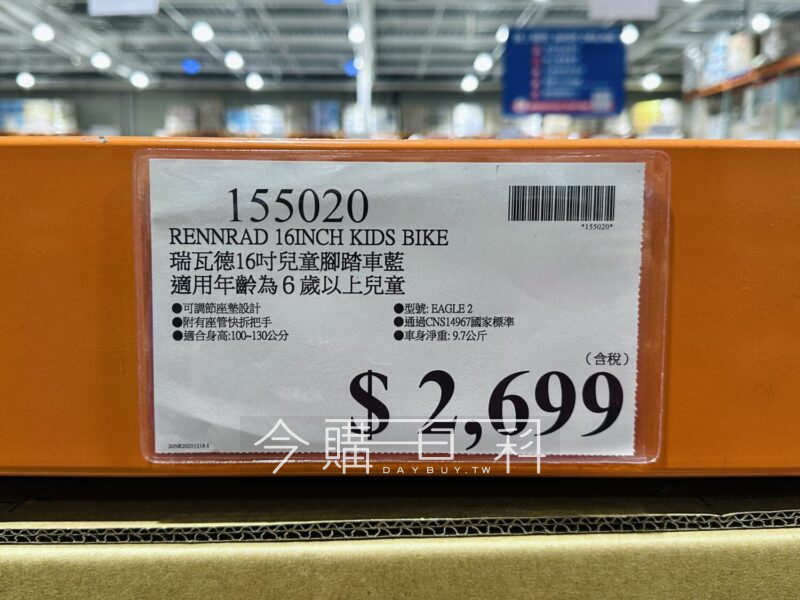 155020
*155020*
RENNRAD 16INCH KIDS BIKE
瑞瓦德16吋兒童腳踏車藍
適用年齡為6歲以上兒童
●可調節座墊設計
●附有座管快拆把手
●適合身高:100~130公分
●型號: EAGLE 2
●通過CNS14967國家標準
●車身淨重: 9.7公斤
(含稅)
$ 2,699
26NR20251218-1
今購百科
DAYBUY.TW